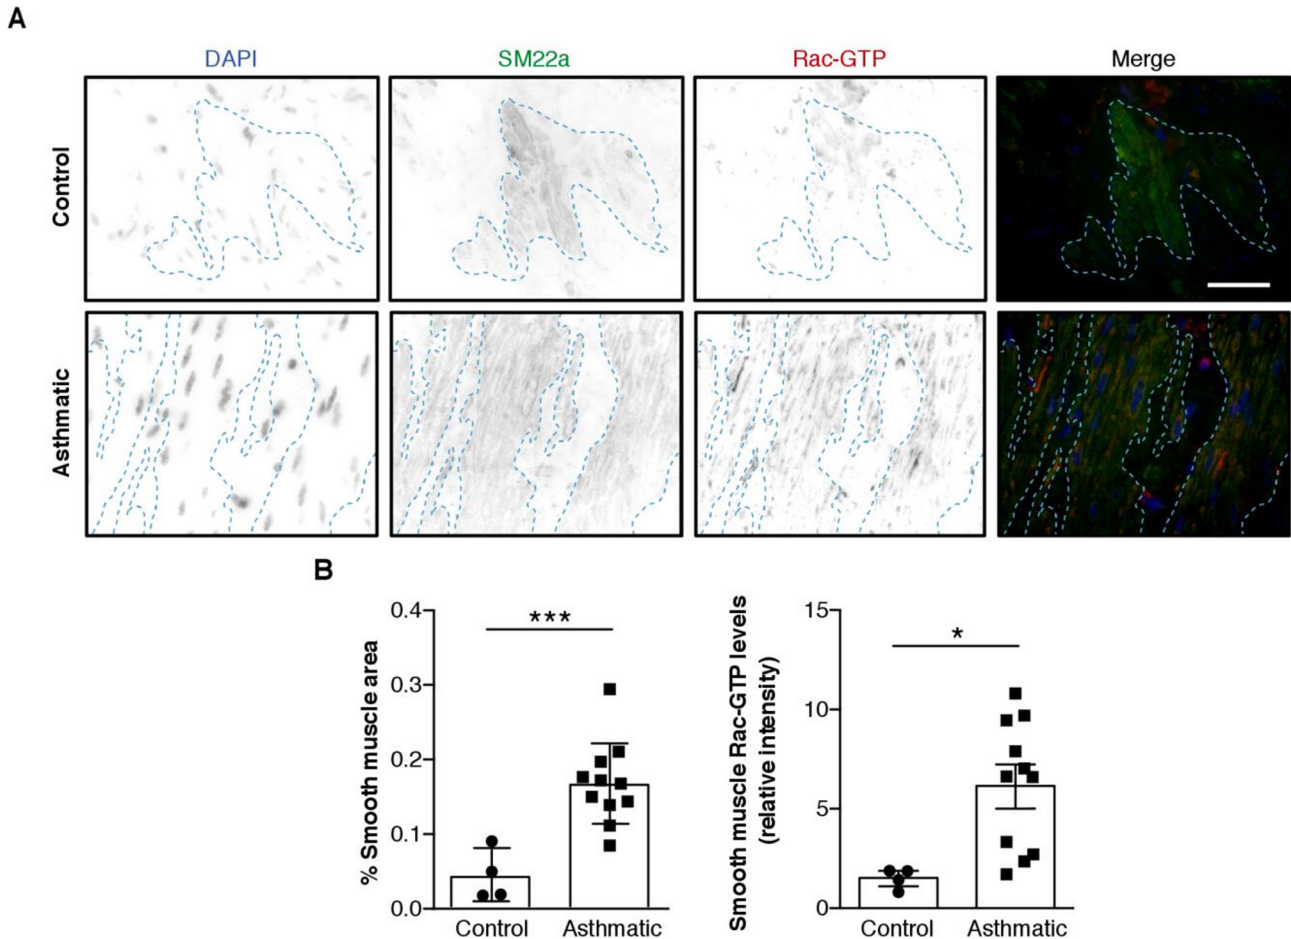 A
DAPI
SM22a
Rac-GTP
Merge
Control
Asthmatic
B
% Smooth muscle area
0.4
0.3
0.2
0.1
0.0
***
Control
Asthmatic
Smooth muscle Rac-GTP levels
(relative intensity)
15
10
5
0
*
Control
Asthmatic